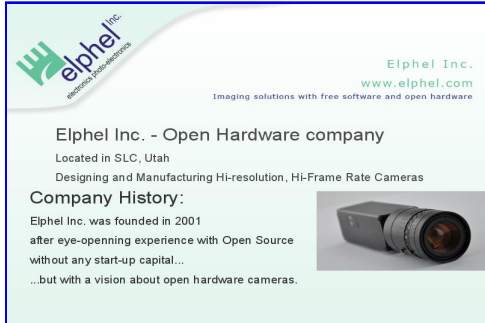 elphel Inc.
electronics photo-electronics
Elphel Inc.
www.elphel.com
Imaging solutions with free software and open hardware
Elphel Inc. - Open Hardware company
Located in SLC, Utah
Designing and Manufacturing Hi-resolution, Hi-Frame Rate Cameras
Company History:
Elphel Inc. was founded in 2001
after eye-openning experience with Open Source
without any start-up capital...
...but with a vision about open hardware cameras.